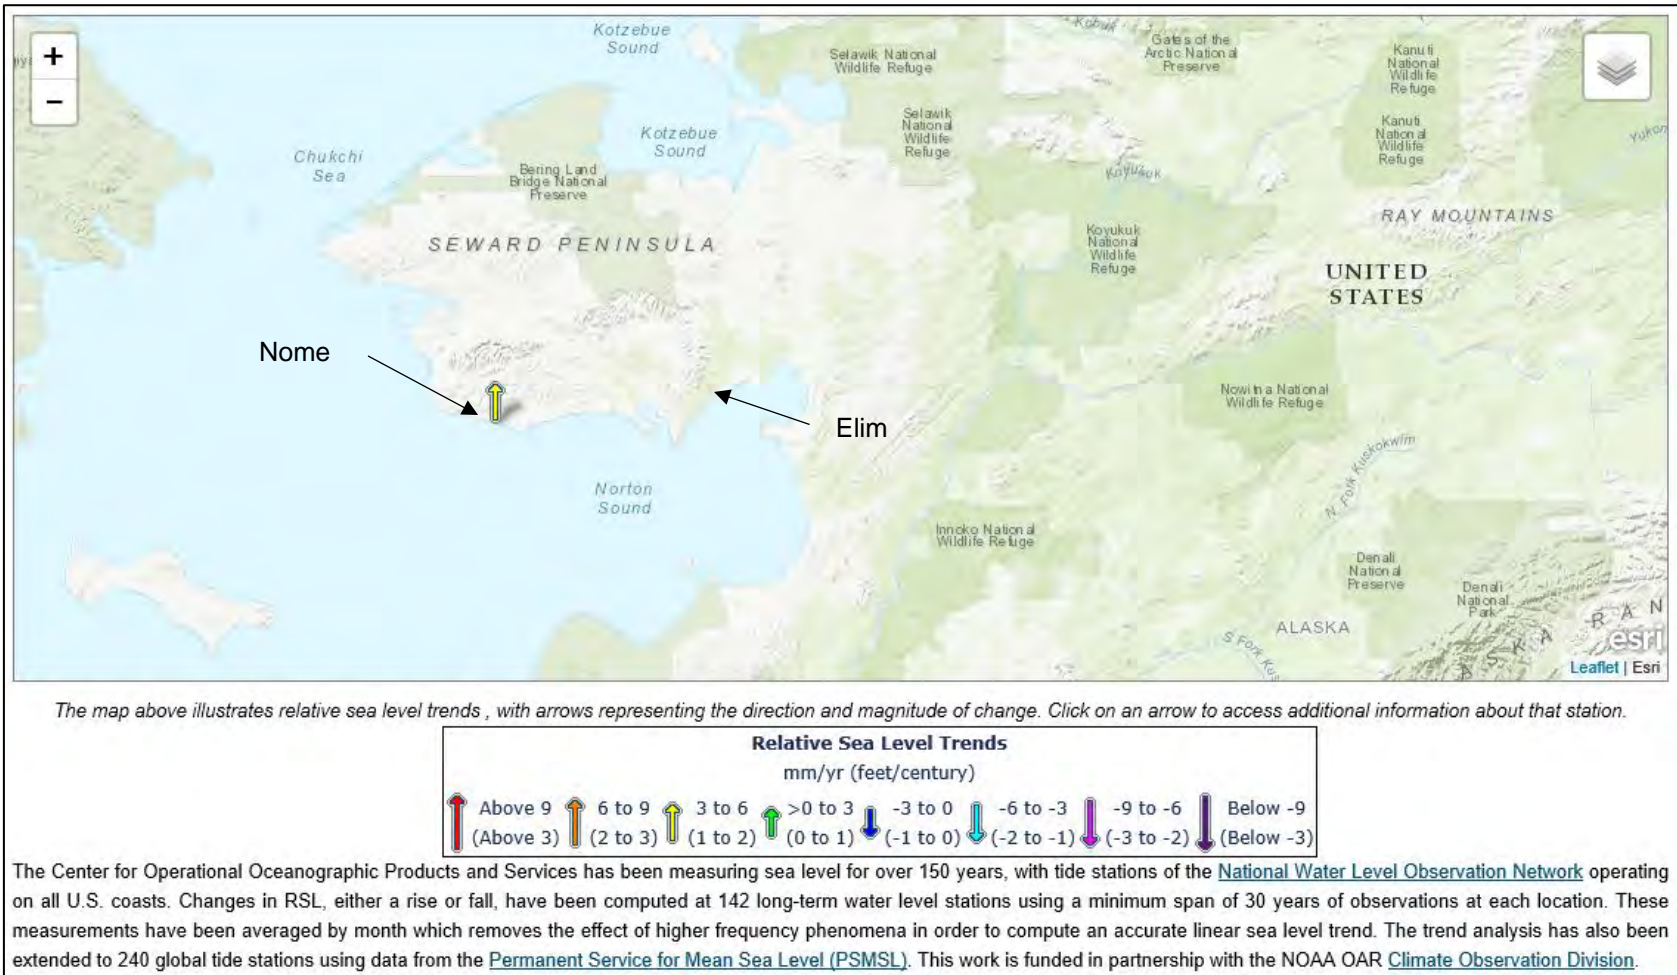 Kotzebue
Sound
+
−
Chukchi
Sea
Bering Land
Bridge National
Preserve
Kotzebue
Sound
SEWARD PENINSULA
Selawik National
Wildlife Refuge
Selawik
National
Wildlife
Refuge
Kobuk
Gates of the
Arctic National
Preserve
Kanuti
National
Wildlife
Refuge
Kanuti
National
Wildlife
Refuge
Yukon
Koyukuk
RAY MOUNTAINS
Koyukuk
National
Wildlife
Refuge
UNITED
STATES
Nome
Elim
Nowitna National
Wildlife Refuge
N. Fork Kuskokwim
Norton
Sound
Innoko National
Wildlife Refuge
Denali
National
Preserve
Denali
National
Park
ALASKA
S Fork Kus
ASKA RAN
esri
Leaflet | Esri
The map above illustrates relative sea level trends , with arrows representing the direction and magnitude of change. Click on an arrow to access additional information about that station.
Relative Sea Level Trends
mm/yr (feet/century)
Above 9 6 to 9 3 to 6 >0 to 3 -3 to 0 -6 to -3 -9 to -6 Below -9
(Above 3) (2 to 3) (1 to 2) (0 to 1) (-1 to 0) (-2 to -1) (-3 to -2) (Below -3)
The Center for Operational Oceanographic Products and Services has been measuring sea level for over 150 years, with tide stations of the National Water Level Observation Network operating
on all U.S. coasts. Changes in RSL, either a rise or fall, have been computed at 142 long-term water level stations using a minimum span of 30 years of observations at each location. These
measurements have been averaged by month which removes the effect of higher frequency phenomena in order to compute an accurate linear sea level trend. The trend analysis has also been
extended to 240 global tide stations using data from the Permanent Service for Mean Sea Level (PSMSL). This work is funded in partnership with the NOAA OAR Climate Observation Division.